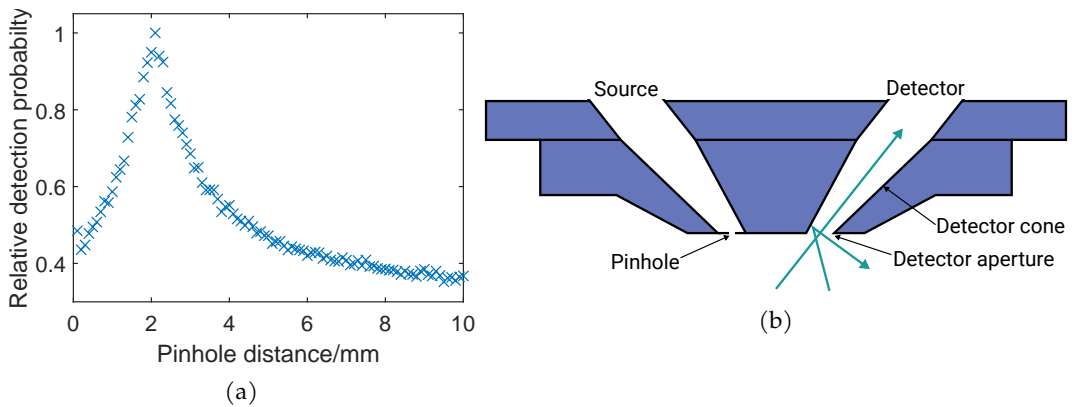 Relative detection probabilty
1
0.8
0.6
0.4
0 2 4 6 8 10
Pinhole distance/mm
(a)
Source
Detector
Detector cone
Pinhole
Detector aperture
(b)